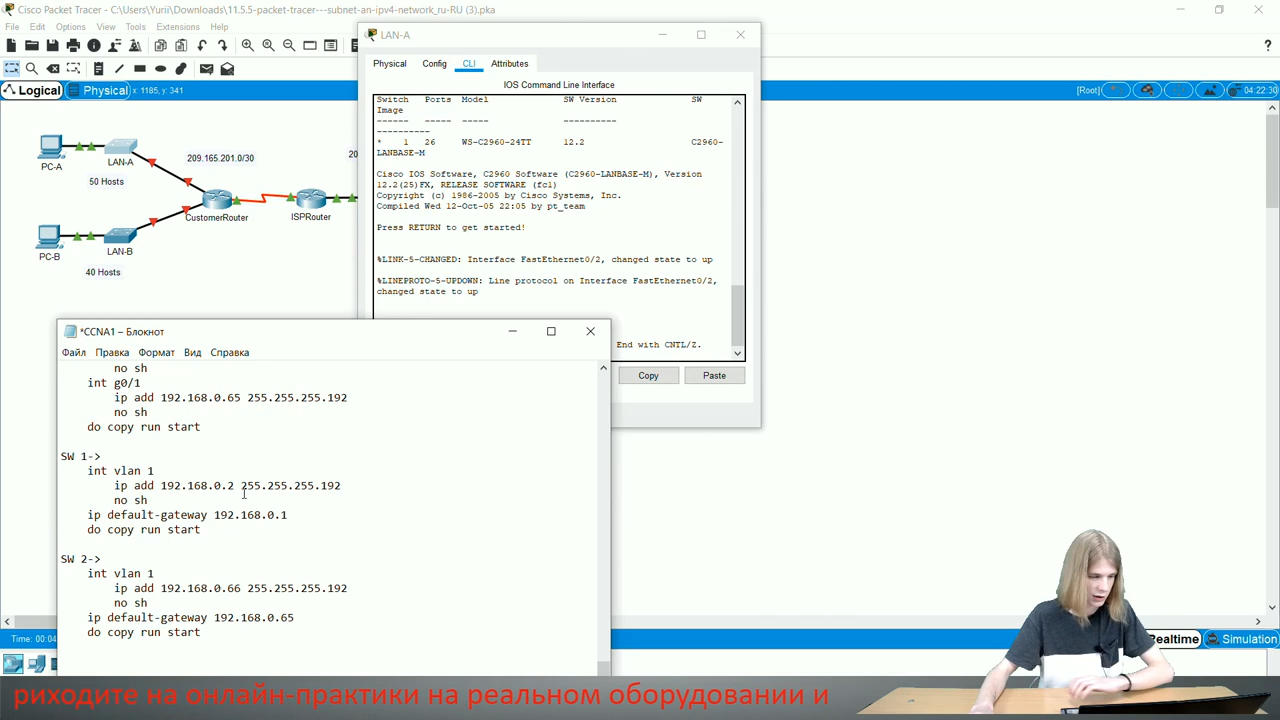 Cisco Packet Tracer - C:\Users\Yurii\Downloads\11.5.5-packet-tracer---subnet-an-ipv4-network_ru-RU (3).pka
File Edit Options View Tools Extensions Help
Logical Physical x: 1185, y: 341
[Root]
04:22:30
PC-A
LAN-A
50 Hosts
209.165.201.0/30
20
CustomerRouter
ISPRouter
PC-B
LAN-B
40 Hosts
LAN-A
Physical Config CLI Attributes
IOS Command Line Interface
Switch Ports Model SW Version SW
Image
------ ----- ----- ---------- 
----------
* 1 26 WS-C2960-24TT 12.2 C2960-
LANBASE-M
Cisco IOS Software, C2960 Software (C2960-LANBASE-M), Version
12.2(25)FX, RELEASE SOFTWARE (fc1)
Copyright (c) 1986-2005 by Cisco Systems, Inc.
Compiled Wed 12-Oct-05 22:05 by pt_team
Press RETURN to get started!
%LINK-5-CHANGED: Interface FastEthernet0/2, changed state to up
%LINEPROTO-5-UPDOWN: Line protocol on Interface FastEthernet0/2,
changed state to up
End with CNTL/Z.
Copy Paste
*CCNA1 – Блокнот
Файл Правка Формат Вид Справка
no sh
int g0/1
ip add 192.168.0.65 255.255.255.192
no sh
do copy run start
SW 1->
int vlan 1
ip add 192.168.0.2 255.255.255.192
no sh
ip default-gateway 192.168.0.1
do copy run start
SW 2->
int vlan 1
ip add 192.168.0.66 255.255.255.192
no sh
ip default-gateway 192.168.0.65
do copy run start
Time: 00:04
Realtime Simulation
риходите на онлайн-практики на реальном оборудовании и